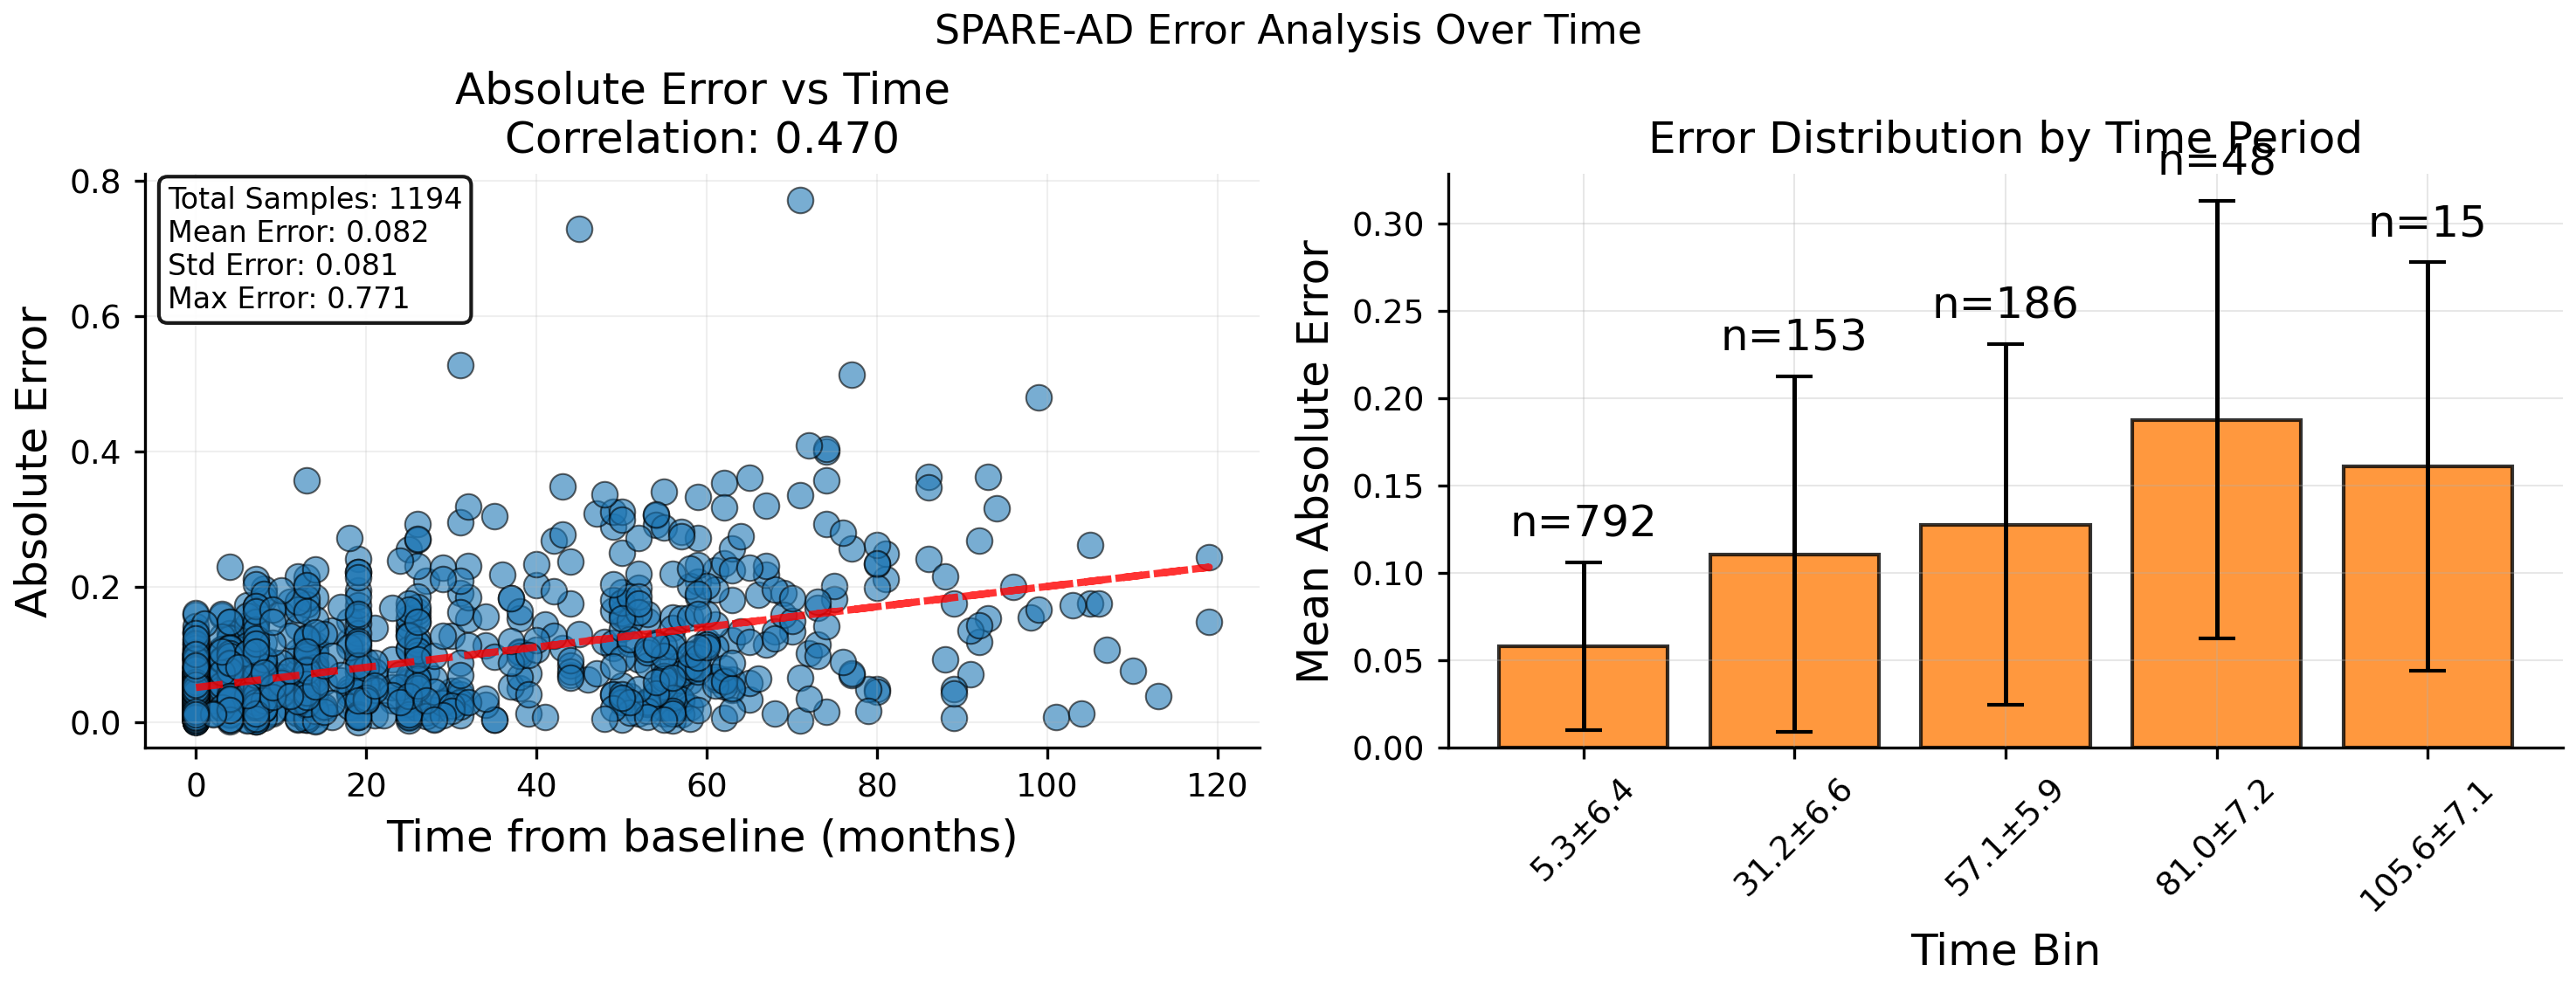 SPARE-AD Error Analysis Over Time
Absolute Error vs Time
Correlation: 0.470
Total Samples: 1194
Mean Error: 0.082
Std Error: 0.081
Max Error: 0.771
Absolute Error
0.8
0.6
0.4
0.2
0.0
0 20 40 60 80 100 120
Time from baseline (months)
Error Distribution by Time Period
n=792
n=153
n=186
n=48
n=15
Mean Absolute Error
0.30
0.25
0.20
0.15
0.10
0.05
0.00
5.3±6.4
31.2±6.6
57.1±5.9
81.0±7.2
105.6±7.1
Time Bin